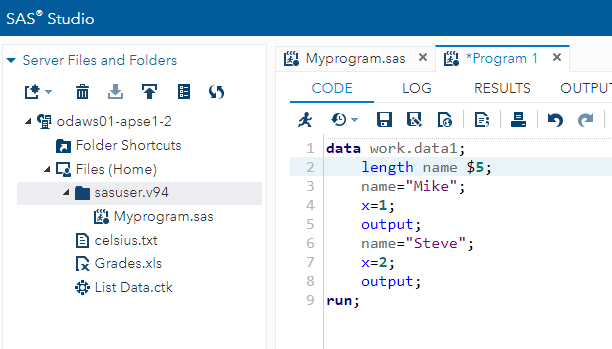 SAS® Studio
Server Files and Folders
odaws01-apse1-2
Folder Shortcuts
Files (Home)
sasuser.v94
Myprogram.sas
celsius.txt
Grades.xls
List Data.ctk
Myprogram.sas × *Program 1 ×
CODE LOG RESULTS OUTPU
1 data work.data1;
2 length name $5;
3 name="Mike";
4 x=1;
5 output;
6 name="Steve";
7 x=2;
8 output;
9 run;